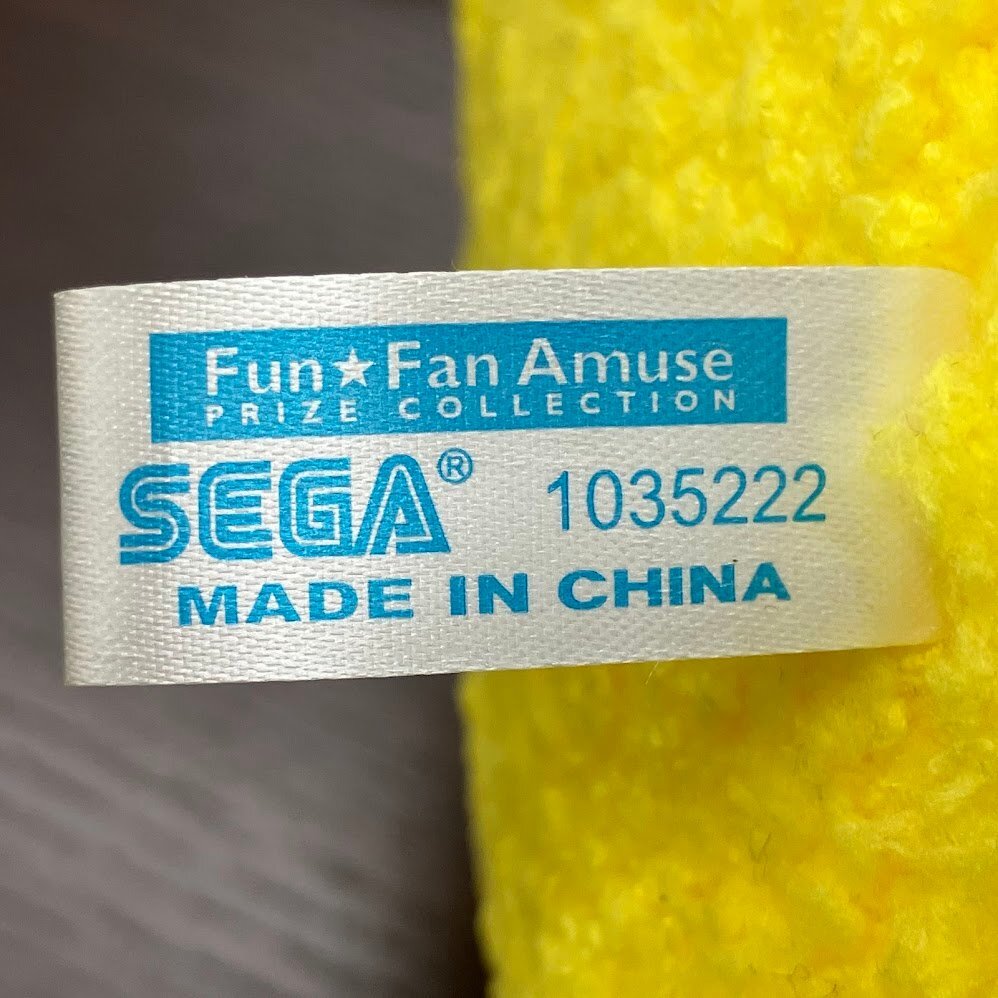 Fun★Fan Amuse
PRIZE COLLECTION
SEGA® 1035222
MADE IN CHINA